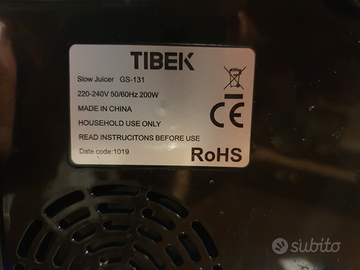 TIBEK
Slow Juicer GS-131
220-240V 50/60Hz 200W
MADE IN CHINA
HOUSEHOLD USE ONLY
CE
READ INSTRUCITONS BEFORE USE
Date code:1019
RoHS
subito